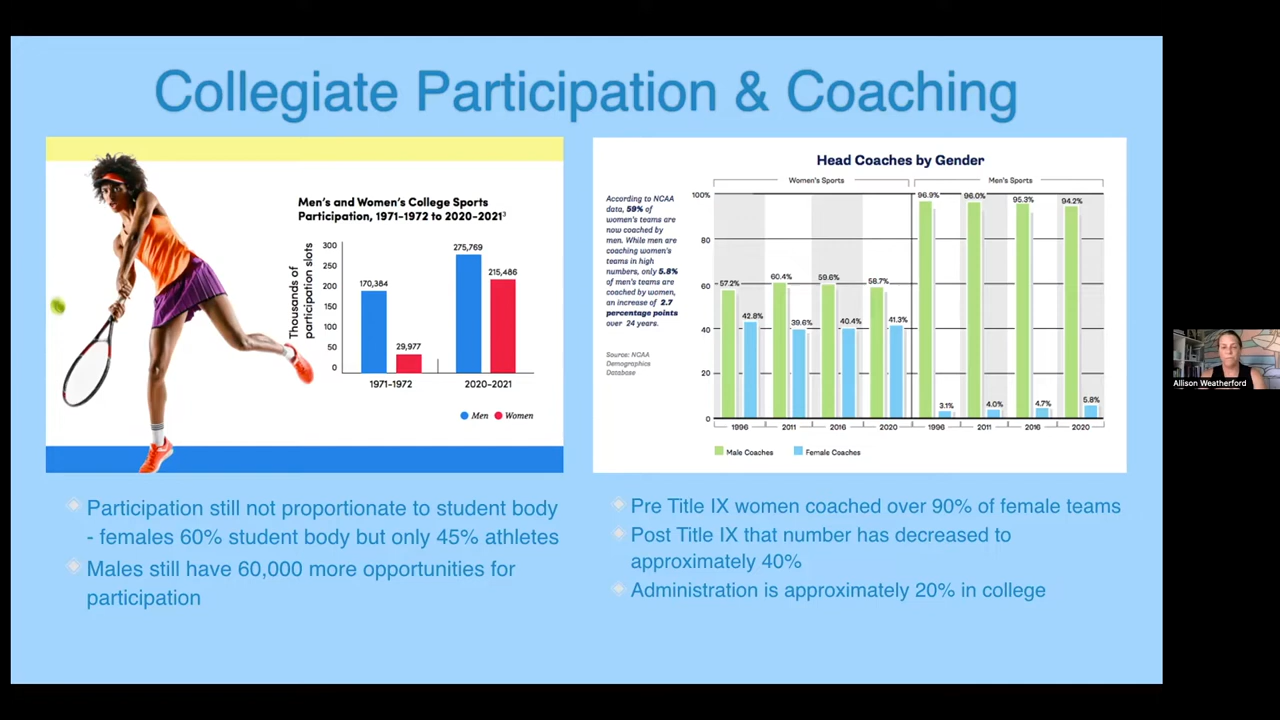 Collegiate Participation & Coaching
Men's and Women's College Sports
Participation, 1971-1972 to 2020-2021³
Thousands of
participation slots
300
250
200
150
100
50
0
170,384
29,977
275,769
215,486
1971-1972
2020-2021
Men
Women
Head Coaches by Gender
Women's Sports
Men's Sports
According to NCAA
data, 59% of
women's teams are
now coached by
men. While men are
coaching women's
teams in high
numbers, only 5.8%
of men's teams are
coached by women,
an increase of 2.7
percentage points
over 24 years.
Source: NCAA
Demographics
Database
100%
80
60
40
20
0
57.2%
42.8%
60.4%
39.6%
59.6%
40.4%
58.7%
41.3%
96.9%
3.1%
96.0%
4.0%
95.3%
4.7%
94.2%
5.8%
1996
2011
2016
2020
1996
2011
2016
2020
Male Coaches
Female Coaches
Participation still not proportionate to student body
- females 60% student body but only 45% athletes
Males still have 60,000 more opportunities for
participation
Pre Title IX women coached over 90% of female teams
Post Title IX that number has decreased to
approximately 40%
Administration is approximately 20% in college
Allison Weatherford